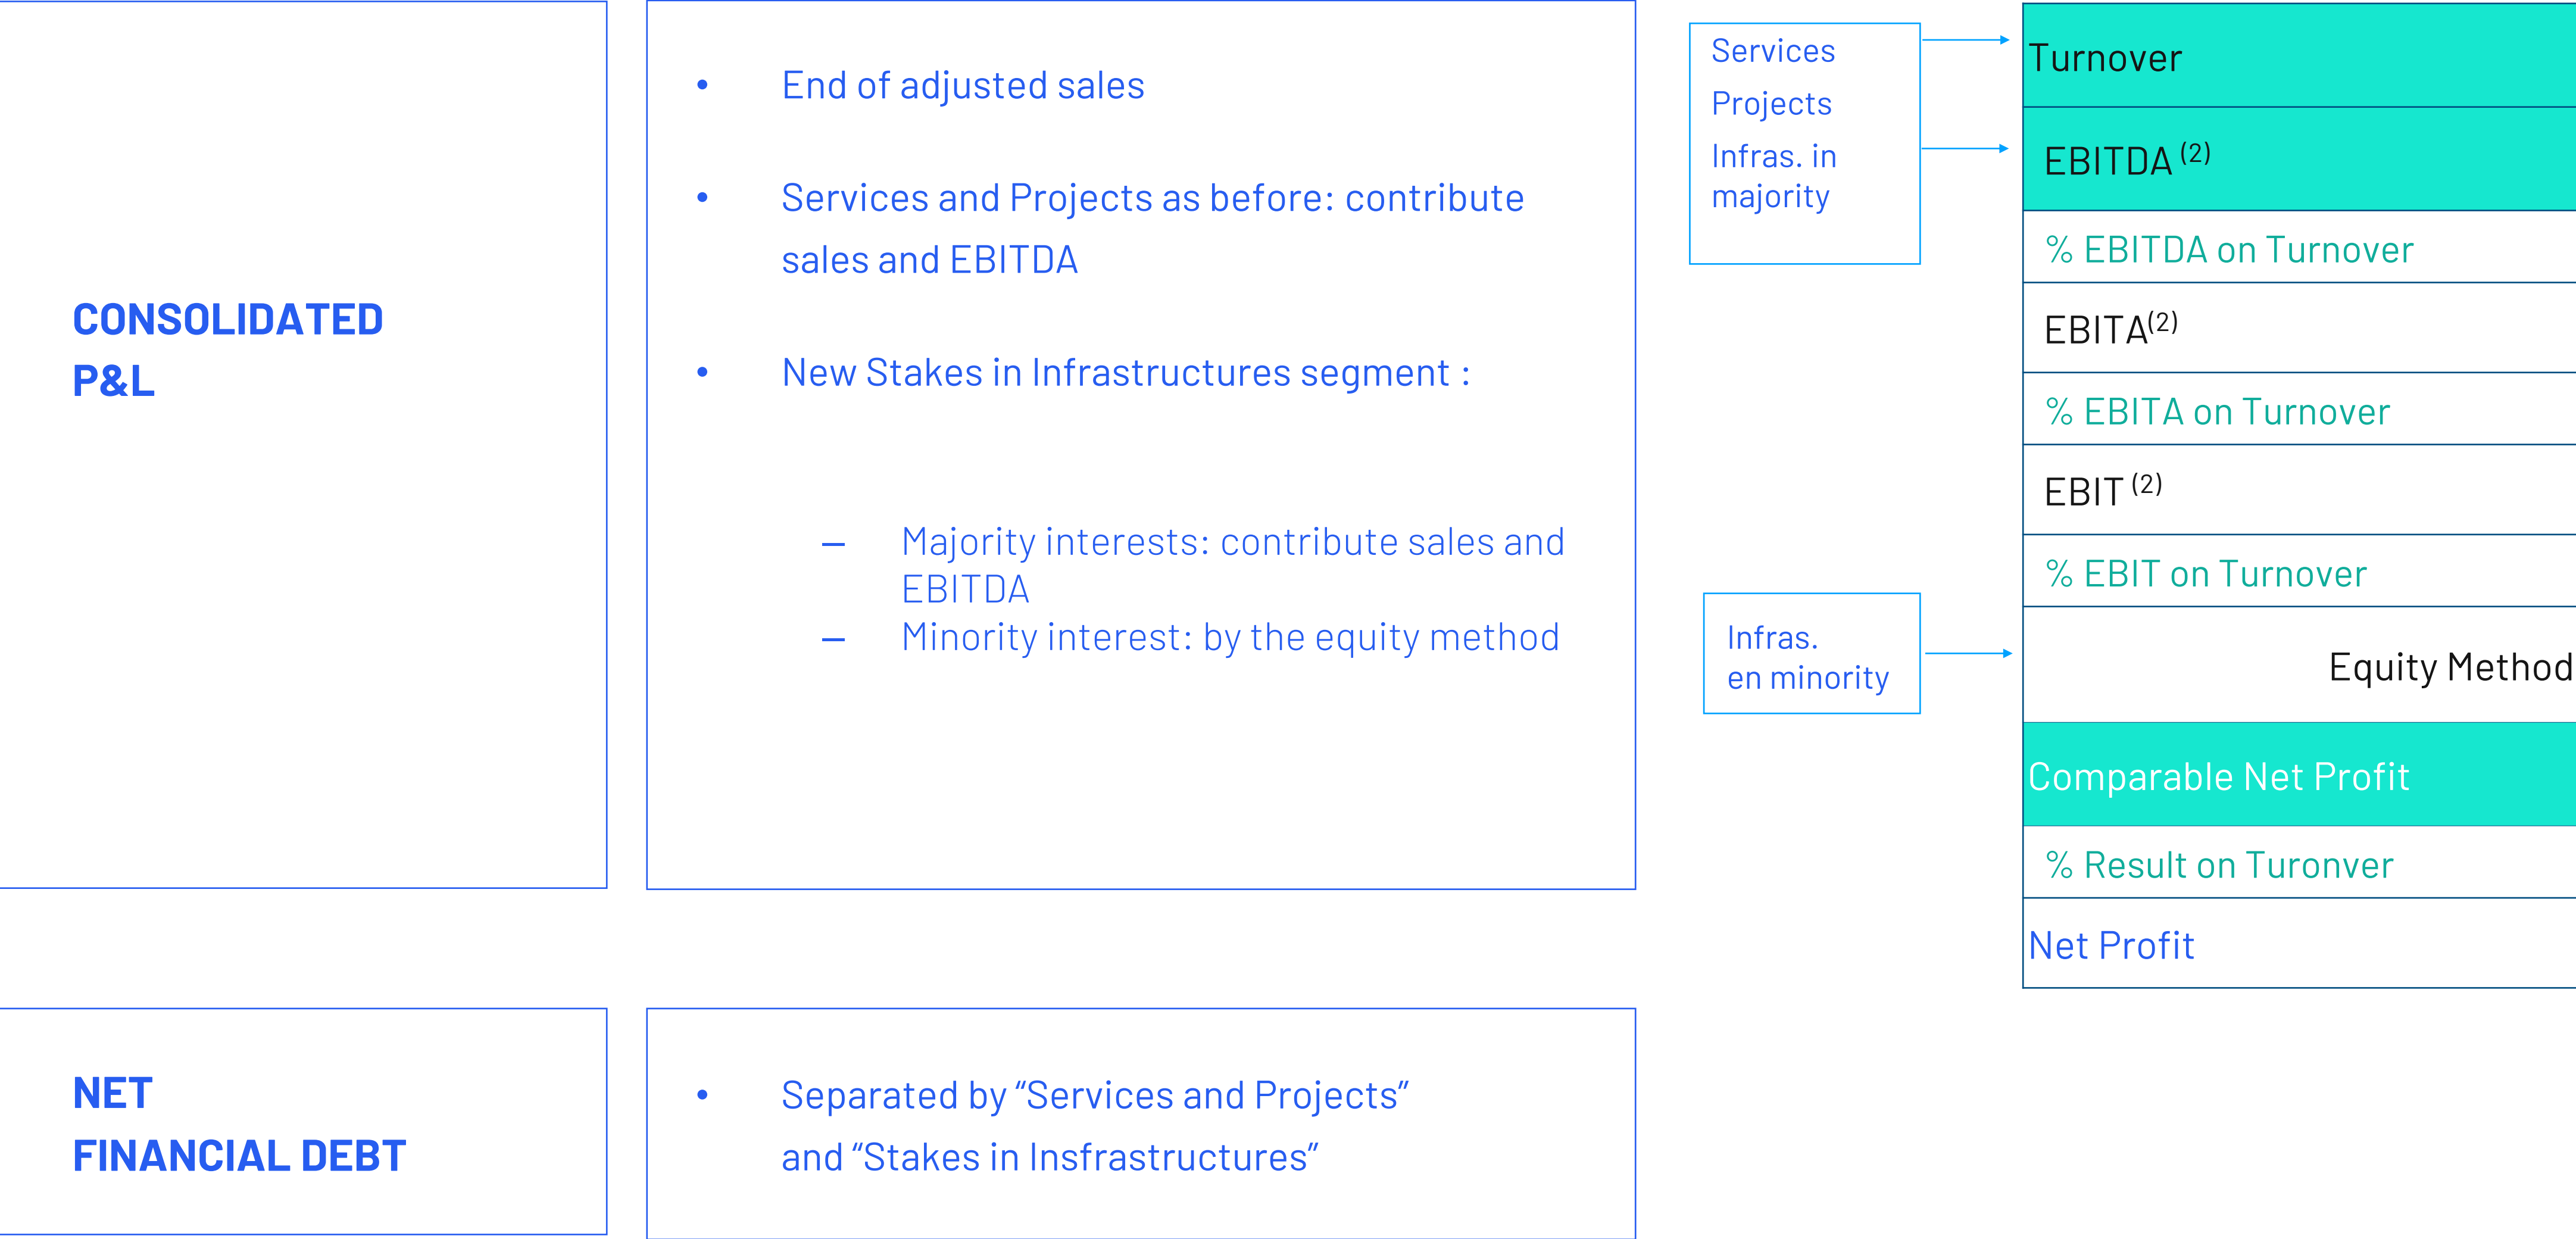 CONSOLIDATED
P&L
• End of adjusted sales
• Services and Projects as before: contribute
sales and EBITDA
• New Stakes in Infrastructures segment :
– Majority interests: contribute sales and
EBITDA
– Minority interest: by the equity method
Services
Projects
Infras. in
majority
Infras.
en minority
Turnover
EBITDA (2)
% EBITDA on Turnover
EBITA(2)
% EBITA on Turnover
EBIT (2)
% EBIT on Turnover
Equity Method
Comparable Net Profit
% Result on Turonver
Net Profit
NET
FINANCIAL DEBT
• Separated by “Services and Projects”
and “Stakes in Insfrastructures”